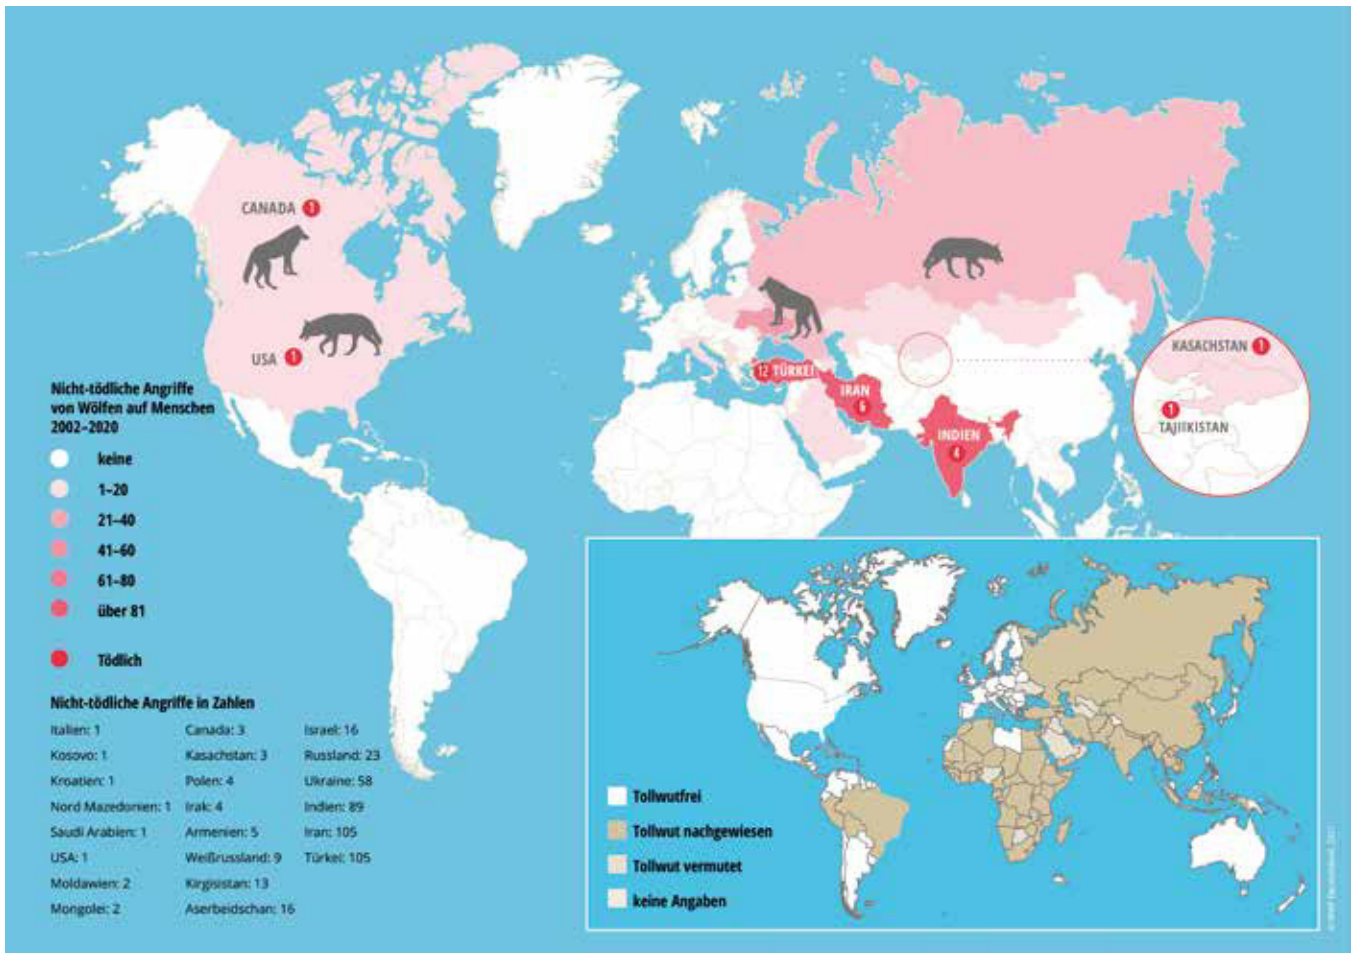 CANADA 1
USA 1
12 TÜRKEI
IRAN
6
INDIEN
4
KASACHSTAN 1
1
TAJIIKISTAN
Nicht-tödliche Angriffe
von Wölfen auf Menschen
2002–2020
keine
1–20
21–40
41–60
61–80
über 81
Tödlich
Nicht-tödliche Angriffe in Zahlen
Italien: 1
Kosovo: 1
Kroatien: 1
Nord Mazedonien: 1
Saudi Arabien: 1
USA: 1
Moldawien: 2
Mongolei: 2
Canada: 3
Kasachstan: 3
Polen: 4
Irak: 4
Armenien: 5
Weißrussland: 9
Kirgisistan: 13
Aserbeidschan: 16
Israel: 16
Russland: 23
Ukraine: 58
Indien: 89
Iran: 105
Türkei: 105
Tollwutfrei
Tollwut nachgewiesen
Tollwut vermutet
keine Angaben